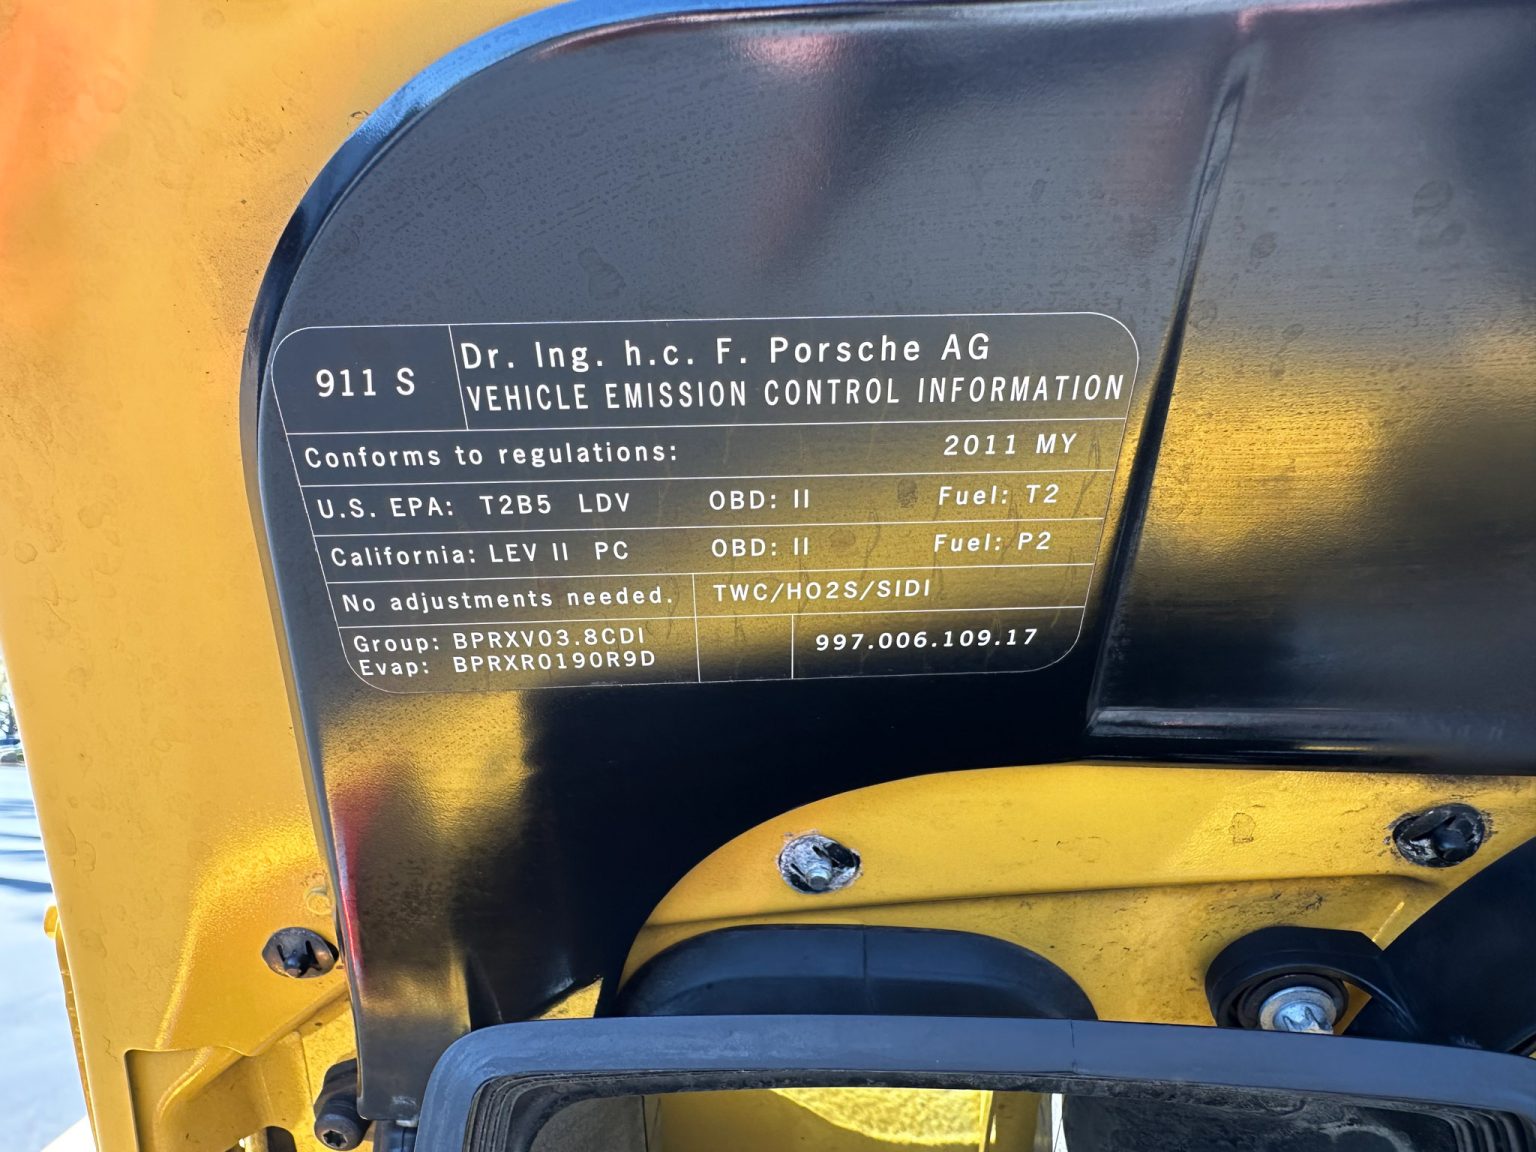 911 S
Dr. Ing. h.c. F. Porsche AG
VEHICLE EMISSION CONTROL INFORMATION
Conforms to regulations: 2011 MY
U.S. EPA: T2B5 LDV OBD: II Fuel: T2
California: LEV II PC OBD: II Fuel: P2
No adjustments needed. TWC/HO2S/SIDI
Group: BPRXV03.8CDI
Evap: BPRXR0190R9D
997.006.109.17